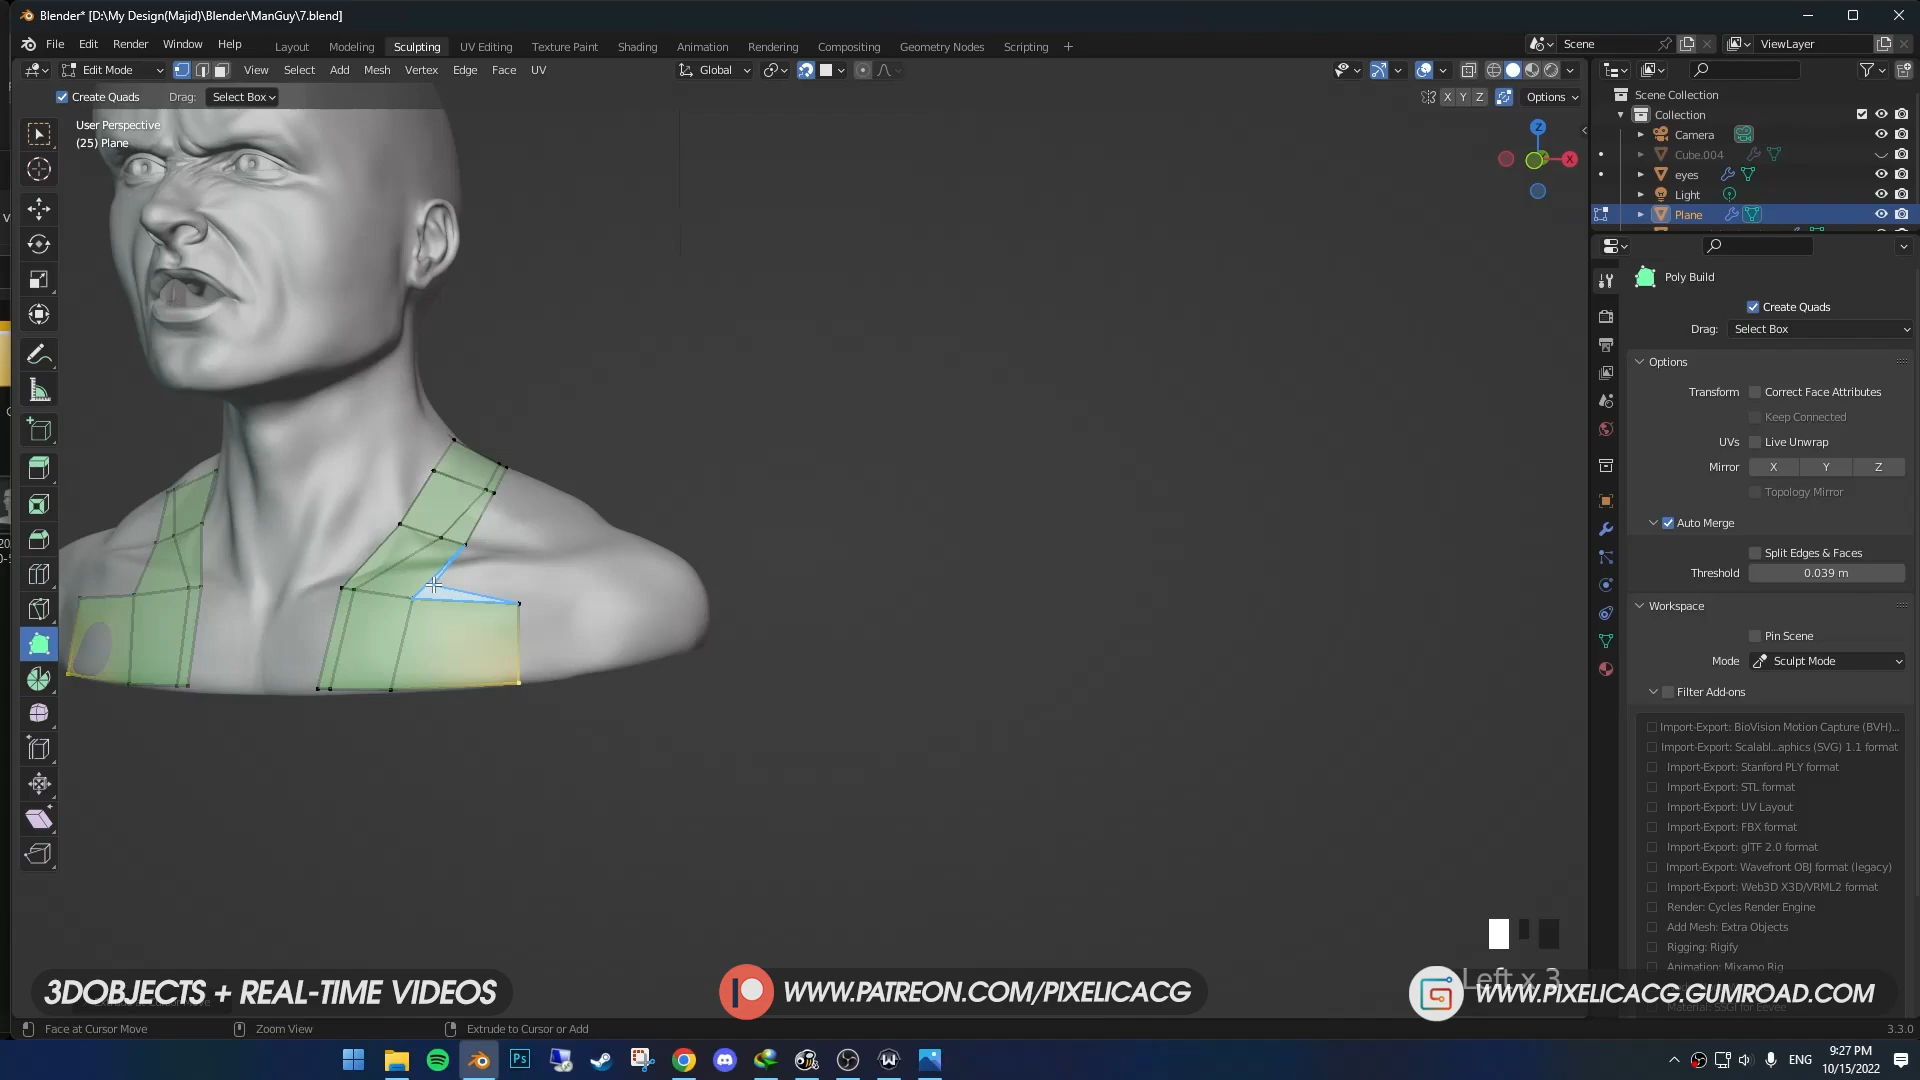 Blender* [D:\My Design(Majid)\Blender\ManGuy\7.blend]
File Edit Render Window Help
Layout Modeling Sculpting UV Editing Texture Paint Shading Animation Rendering Compositing Geometry Nodes Scripting +
Scene ViewLayer
Edit Mode View Select Add Mesh Vertex Edge Face UV Global
Create Quads Drag: Select Box X Y Z Options
User Perspective
(25) Plane
Z
X
Scene Collection
Collection
Camera
Cube.004
eyes
Light
Plane
Poly Build
Create Quads
Drag: Select Box
Options
Transform Correct Face Attributes
Keep Connected
UVs Live Unwrap
Mirror X Y Z
Topology Mirror
Auto Merge
Split Edges & Faces
Threshold 0.039 m
Workspace
Pin Scene
Mode Sculpt Mode
Filter Add-ons
Import-Export: BioVision Motion Capture (BVH)...
Import-Export: Scalabl...aphics (SVG) 1.1 format
Import-Export: Stanford PLY format
Import-Export: STL format
Import-Export: UV Layout
Import-Export: FBX format
Import-Export: glTF 2.0 format
Import-Export: Wavefront OBJ format (legacy)
Import-Export: Web3D X3D/VRML2 format
Render: Cycles Render Engine
Add Mesh: Extra Objects
Rigging: Rigify
Animation: Mixamo Rig
Material: SSGI for Eevee
Left x 3
3DOBJECTS + REAL-TIME VIDEOS
WWW.PATREON.COM/PIXELICACG
WWW.PIXELICACG.GUMROAD.COM
Face at Cursor Move Zoom View Extrude to Cursor or Add 3.3.0
Ps ENG 9:27 PM
10/15/2022